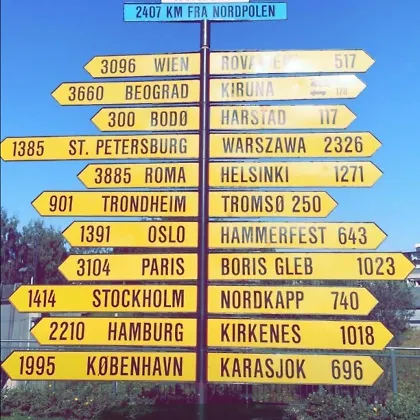 2407 KM FRA NORDPOLEN
3096 WIEN
517
3660 BEOGRAD
KIRUNA
300 BODØ
HARSTAD 117
1385 ST. PETERSBURG
WARSZAWA 2326
3885 ROMA
HELSINKI 1271
901 TRONDHEIM
TROMSØ 250
1391 OSLO
HAMMERFEST 643
3104 PARIS
BORIS GLEB 1023
1414 STOCKHOLM
NORDKAPP 740
2210 HAMBURG
KIRKENES 1018
1995 KØBENHAVN
KARASJOK 696